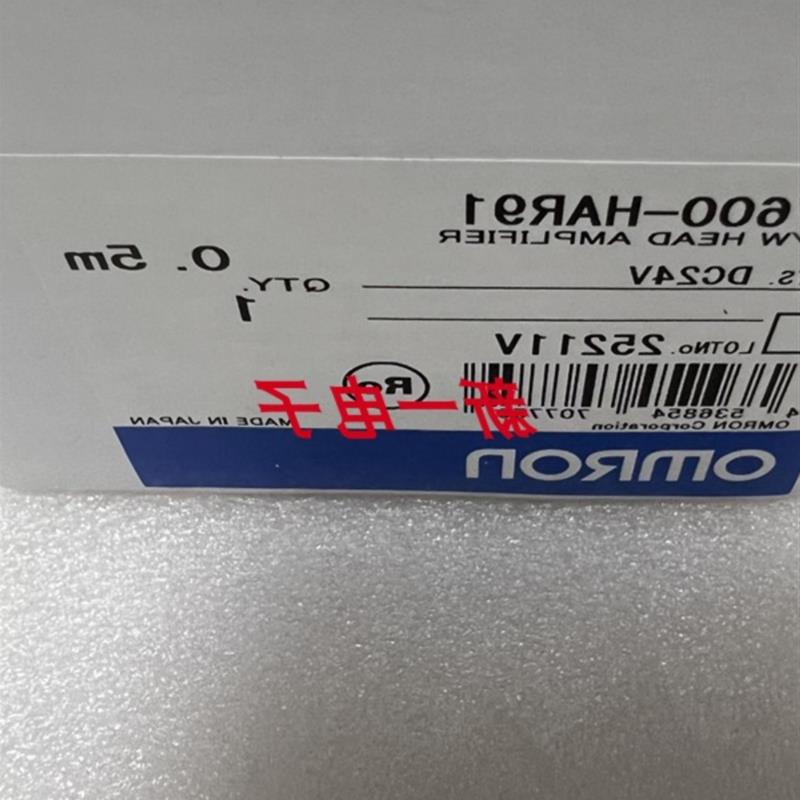 600-HAR91
/W HEAD AMPLIFIER
0. 5m
S. DC24V
QTY.
1
LOTNo. 25211V
R
4 536854 7077
OMRON Corporation
MADE IN JAPAN
新一电子
OMRON